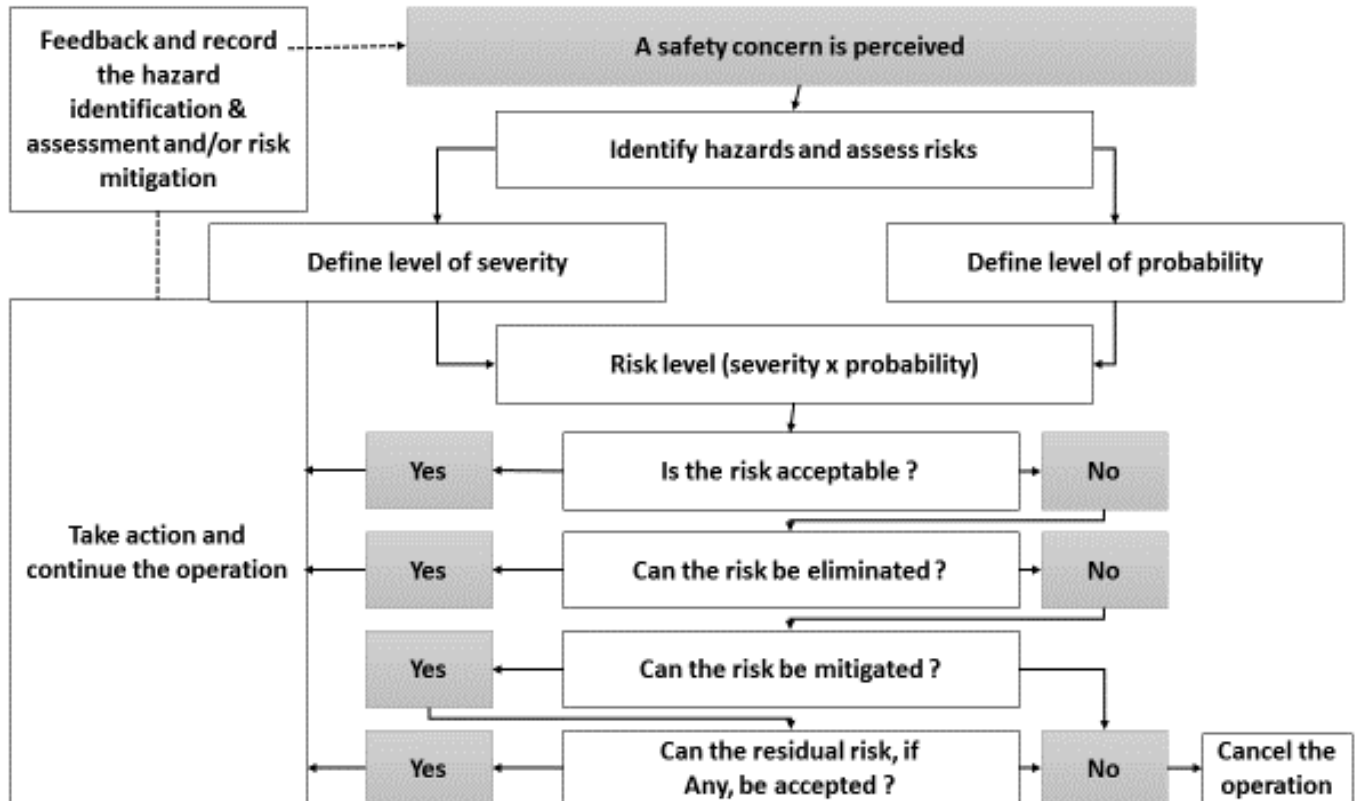 Feedback and record
the hazard
identification &
assessment and/or risk
mitigation
A safety concern is perceived
Identify hazards and assess risks
Define level of severity
Define level of probability
Risk level (severity x probability)
Yes
Is the risk acceptable ?
No
Take action and
continue the operation
Yes
Can the risk be eliminated ?
No
Yes
Can the risk be mitigated ?
Yes
Can the residual risk, if
Any, be accepted ?
No
Cancel the
operation